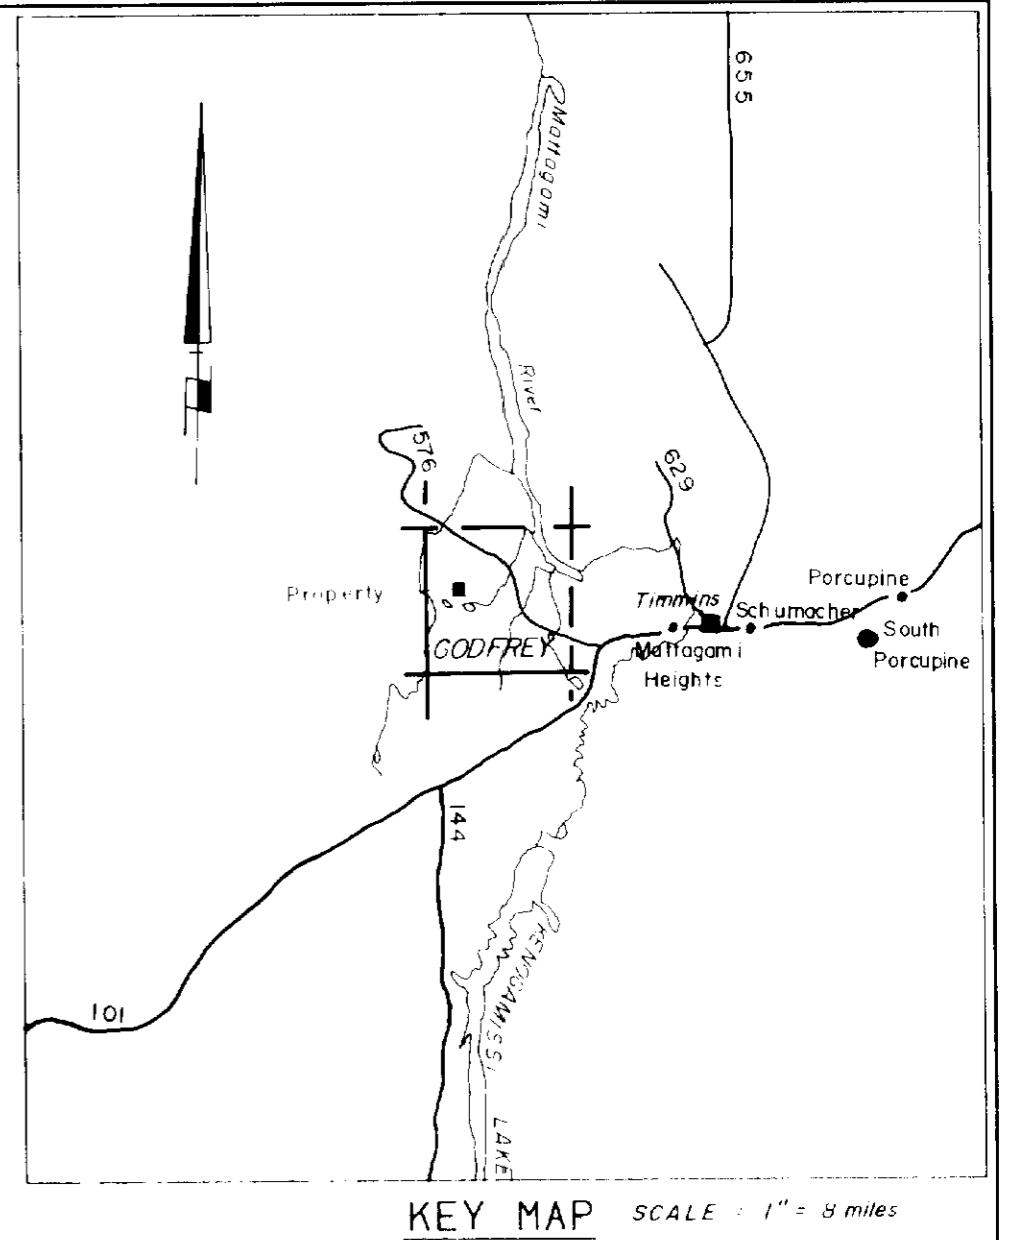 655
Mattagami
River
576
629
Property
Porcupine
Timmins
Schumacher
GODFREY
Mattagami
Heights
South
Porcupine
144
KENOGAMISSI
LAKE
101
KEY MAP SCALE : 1" = 8 miles